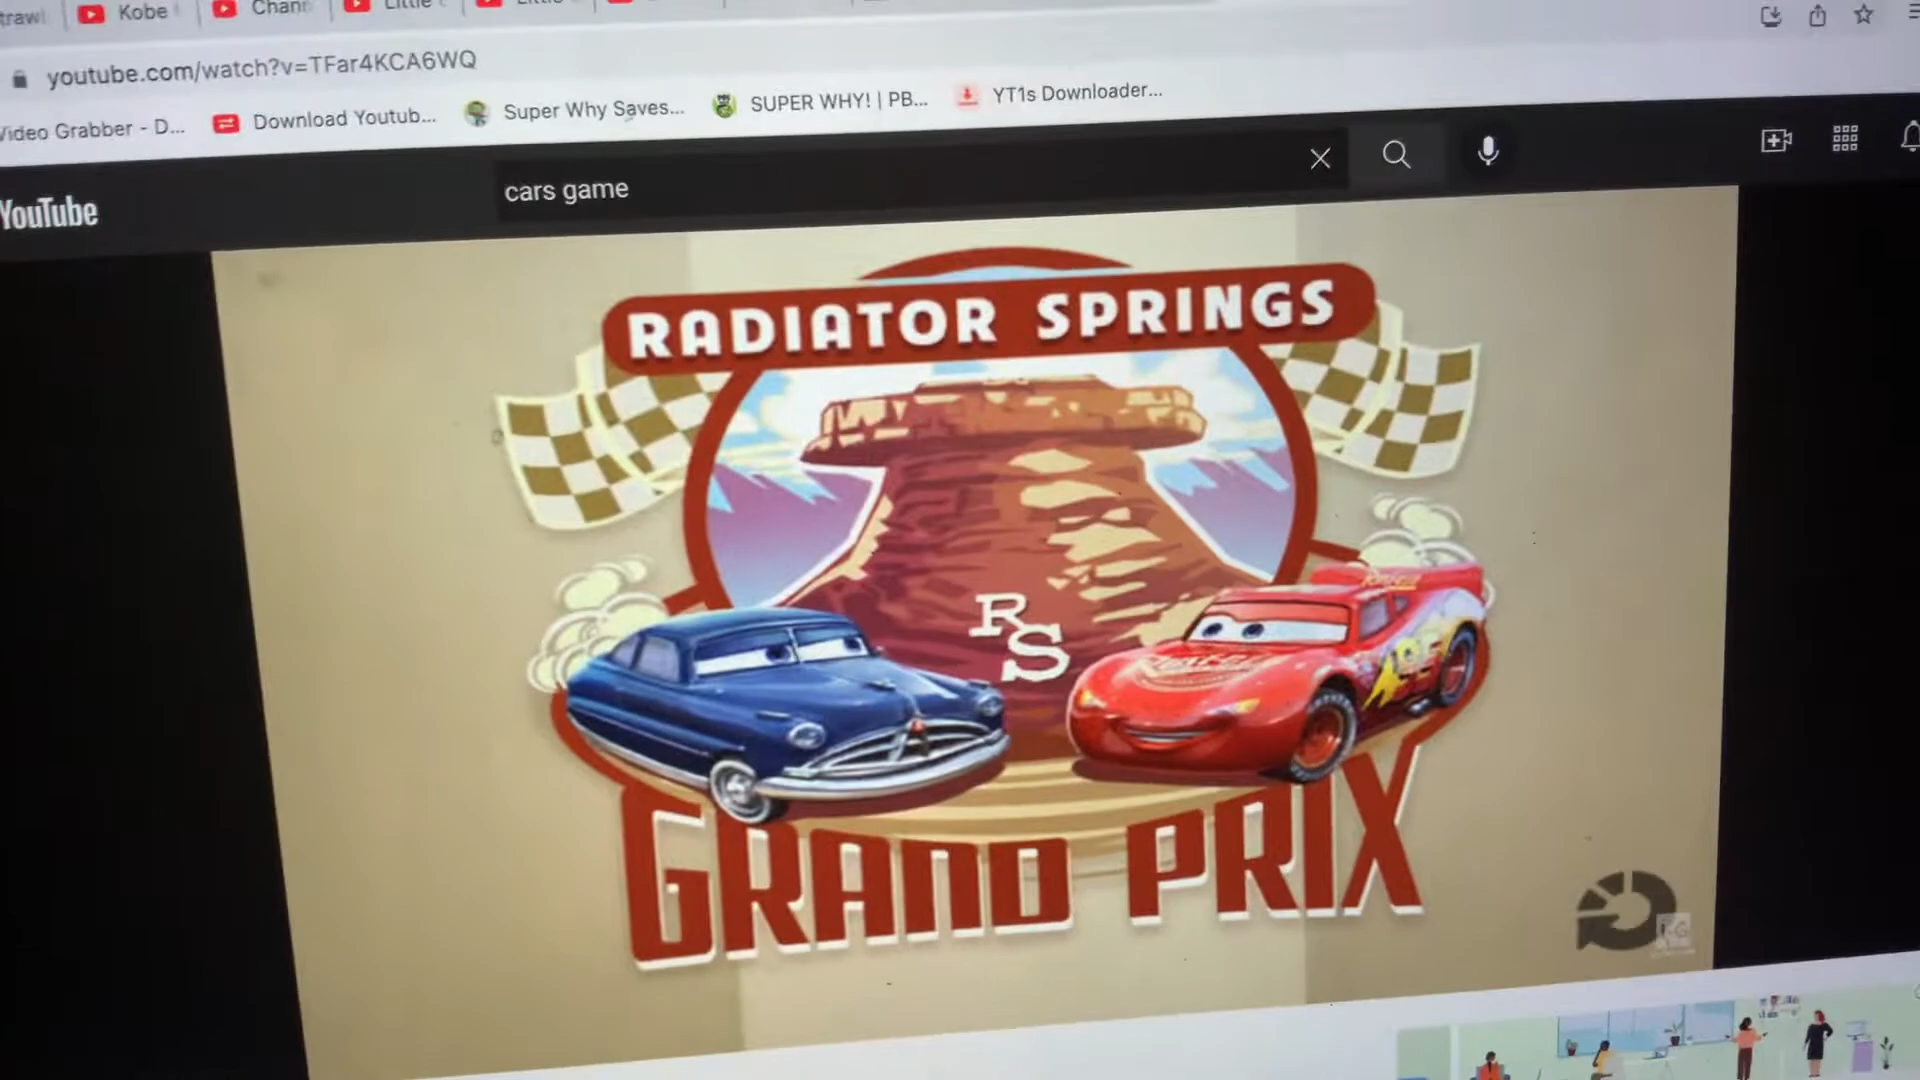 Kobe
youtube.com/watch?v=TFar4KCA6WQ
Video Grabber - D...
Download Youtub...
Super Why Saves...
SUPER WHY! | PB...
YT1s Downloader...
YouTube
cars game
RADIATOR SPRINGS
RS
GRAND PRIX